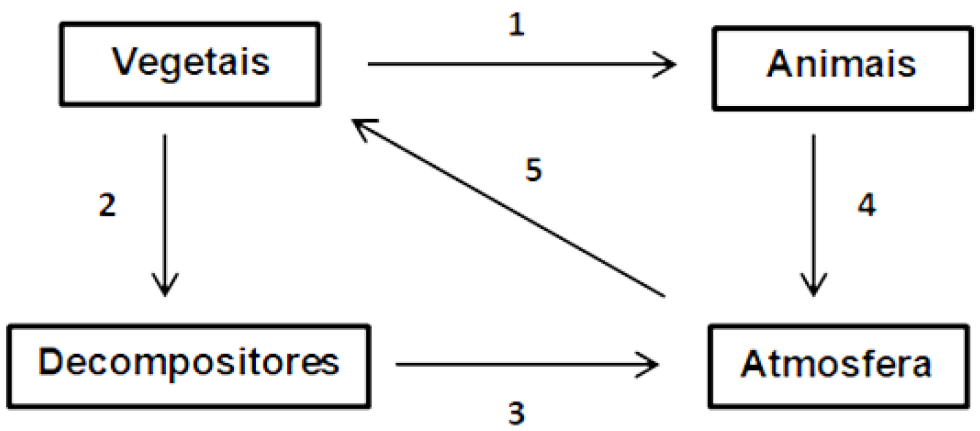 1
Vegetais
Animais
5
2
4
Decompositores
Atmosfera
3